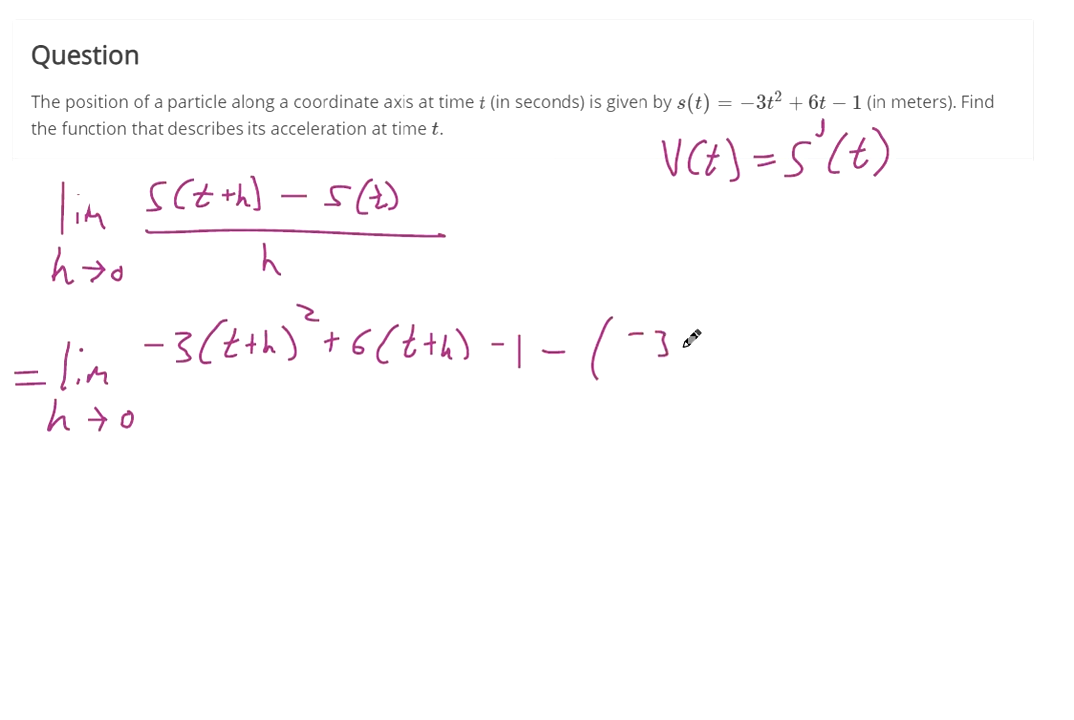 Question
The position of a particle along a coordinate axis at time t (in seconds) is given by s(t) = −3t² + 6t − 1 (in meters). Find
the function that describes its acceleration at time t.
V(t) = s'(t)
lim s(t+h) − s(t)
h→0 h
= lim −3(t+h)² + 6(t+h) − 1 − (−3
h→0